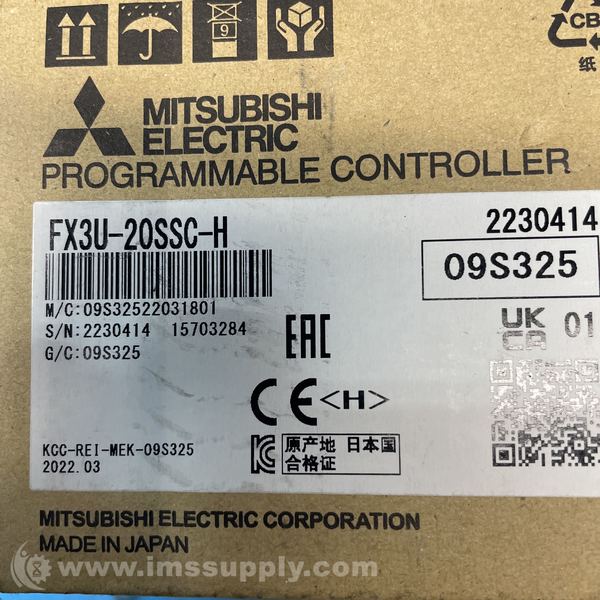 9
CB
纸
MITSUBISHI
ELECTRIC
PROGRAMMABLE CONTROLLER
FX3U-20SSC-H
2230414
09S325
M/C:09S32522031801
S/N:2230414 15703284
G/C:09S325
EAC
UK
CA
01
CE <H>
KCC-REI-MEK-09S325
2022.03
原产地 日本国
合格证
MITSUBISHI ELECTRIC CORPORATION
MADE IN JAPAN
www.imssupply.com